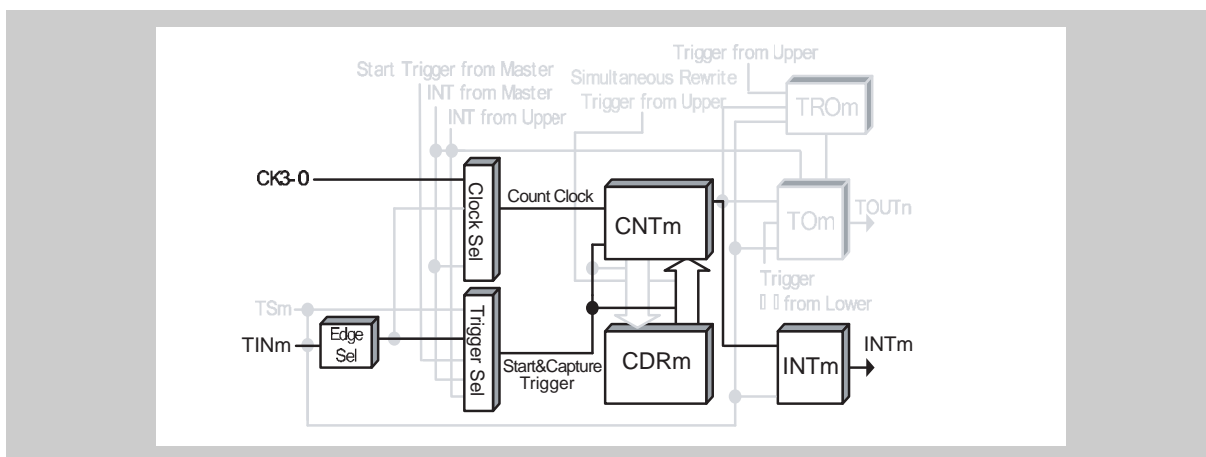 Trigger from Upper
Start Trigger from Master
Simultaneous Rewrite
INT from Master
Trigger from Upper
TROm
INT from Upper
CK3-0
Clock Sel
Count Clock
CNTm
TOm
TOUTn
Trigger
from Lower
TSm
TINm
Edge
Sel
Trigger Sel
Start&Capture
Trigger
CDRm
INTm
INTm